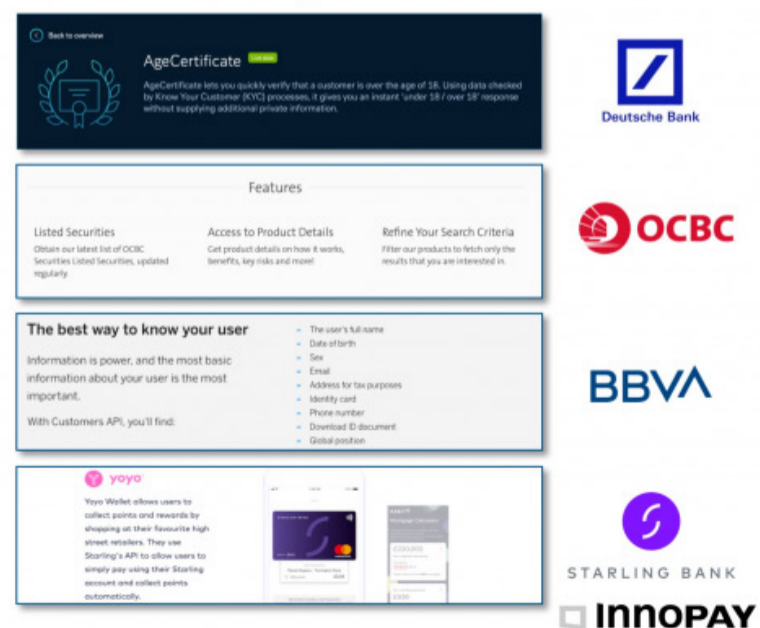 Back to overview
AgeCertificate
AgeCertificate lets you quickly verify that a customer is over the age of 18. Using data checked
by Know Your Customer (KYC) processes, it gives you an instant 'under 18 / over 18' response
without supplying additional private information.
Deutsche Bank
Features
Listed Securities
Obtain our latest list of OCBC
Securities Listed Securities, updated
regularly
Access to Product Details
Get product details on how it works,
benefits, key risks and more!
Refine Your Search Criteria
Filter our products to fetch only the
results that you are interested in.
OCBC
The best way to know your user
Information is power, and the most basic
information about your user is the most
important.
With Customers API, you'll find:
The user's full name
Date of birth
Sex
Email
Address for tax purposes
Identity card
Phone number
Download ID document
Global position
BBVA
yoyo
Yoyo Wallet allows users to
collect points and rewards by
shopping at their favourite high
street retailers. They use
Starling's API to allow users to
simply pay using their Starling
account and collect points
automatically.
STARLING BANK
INNOPAY